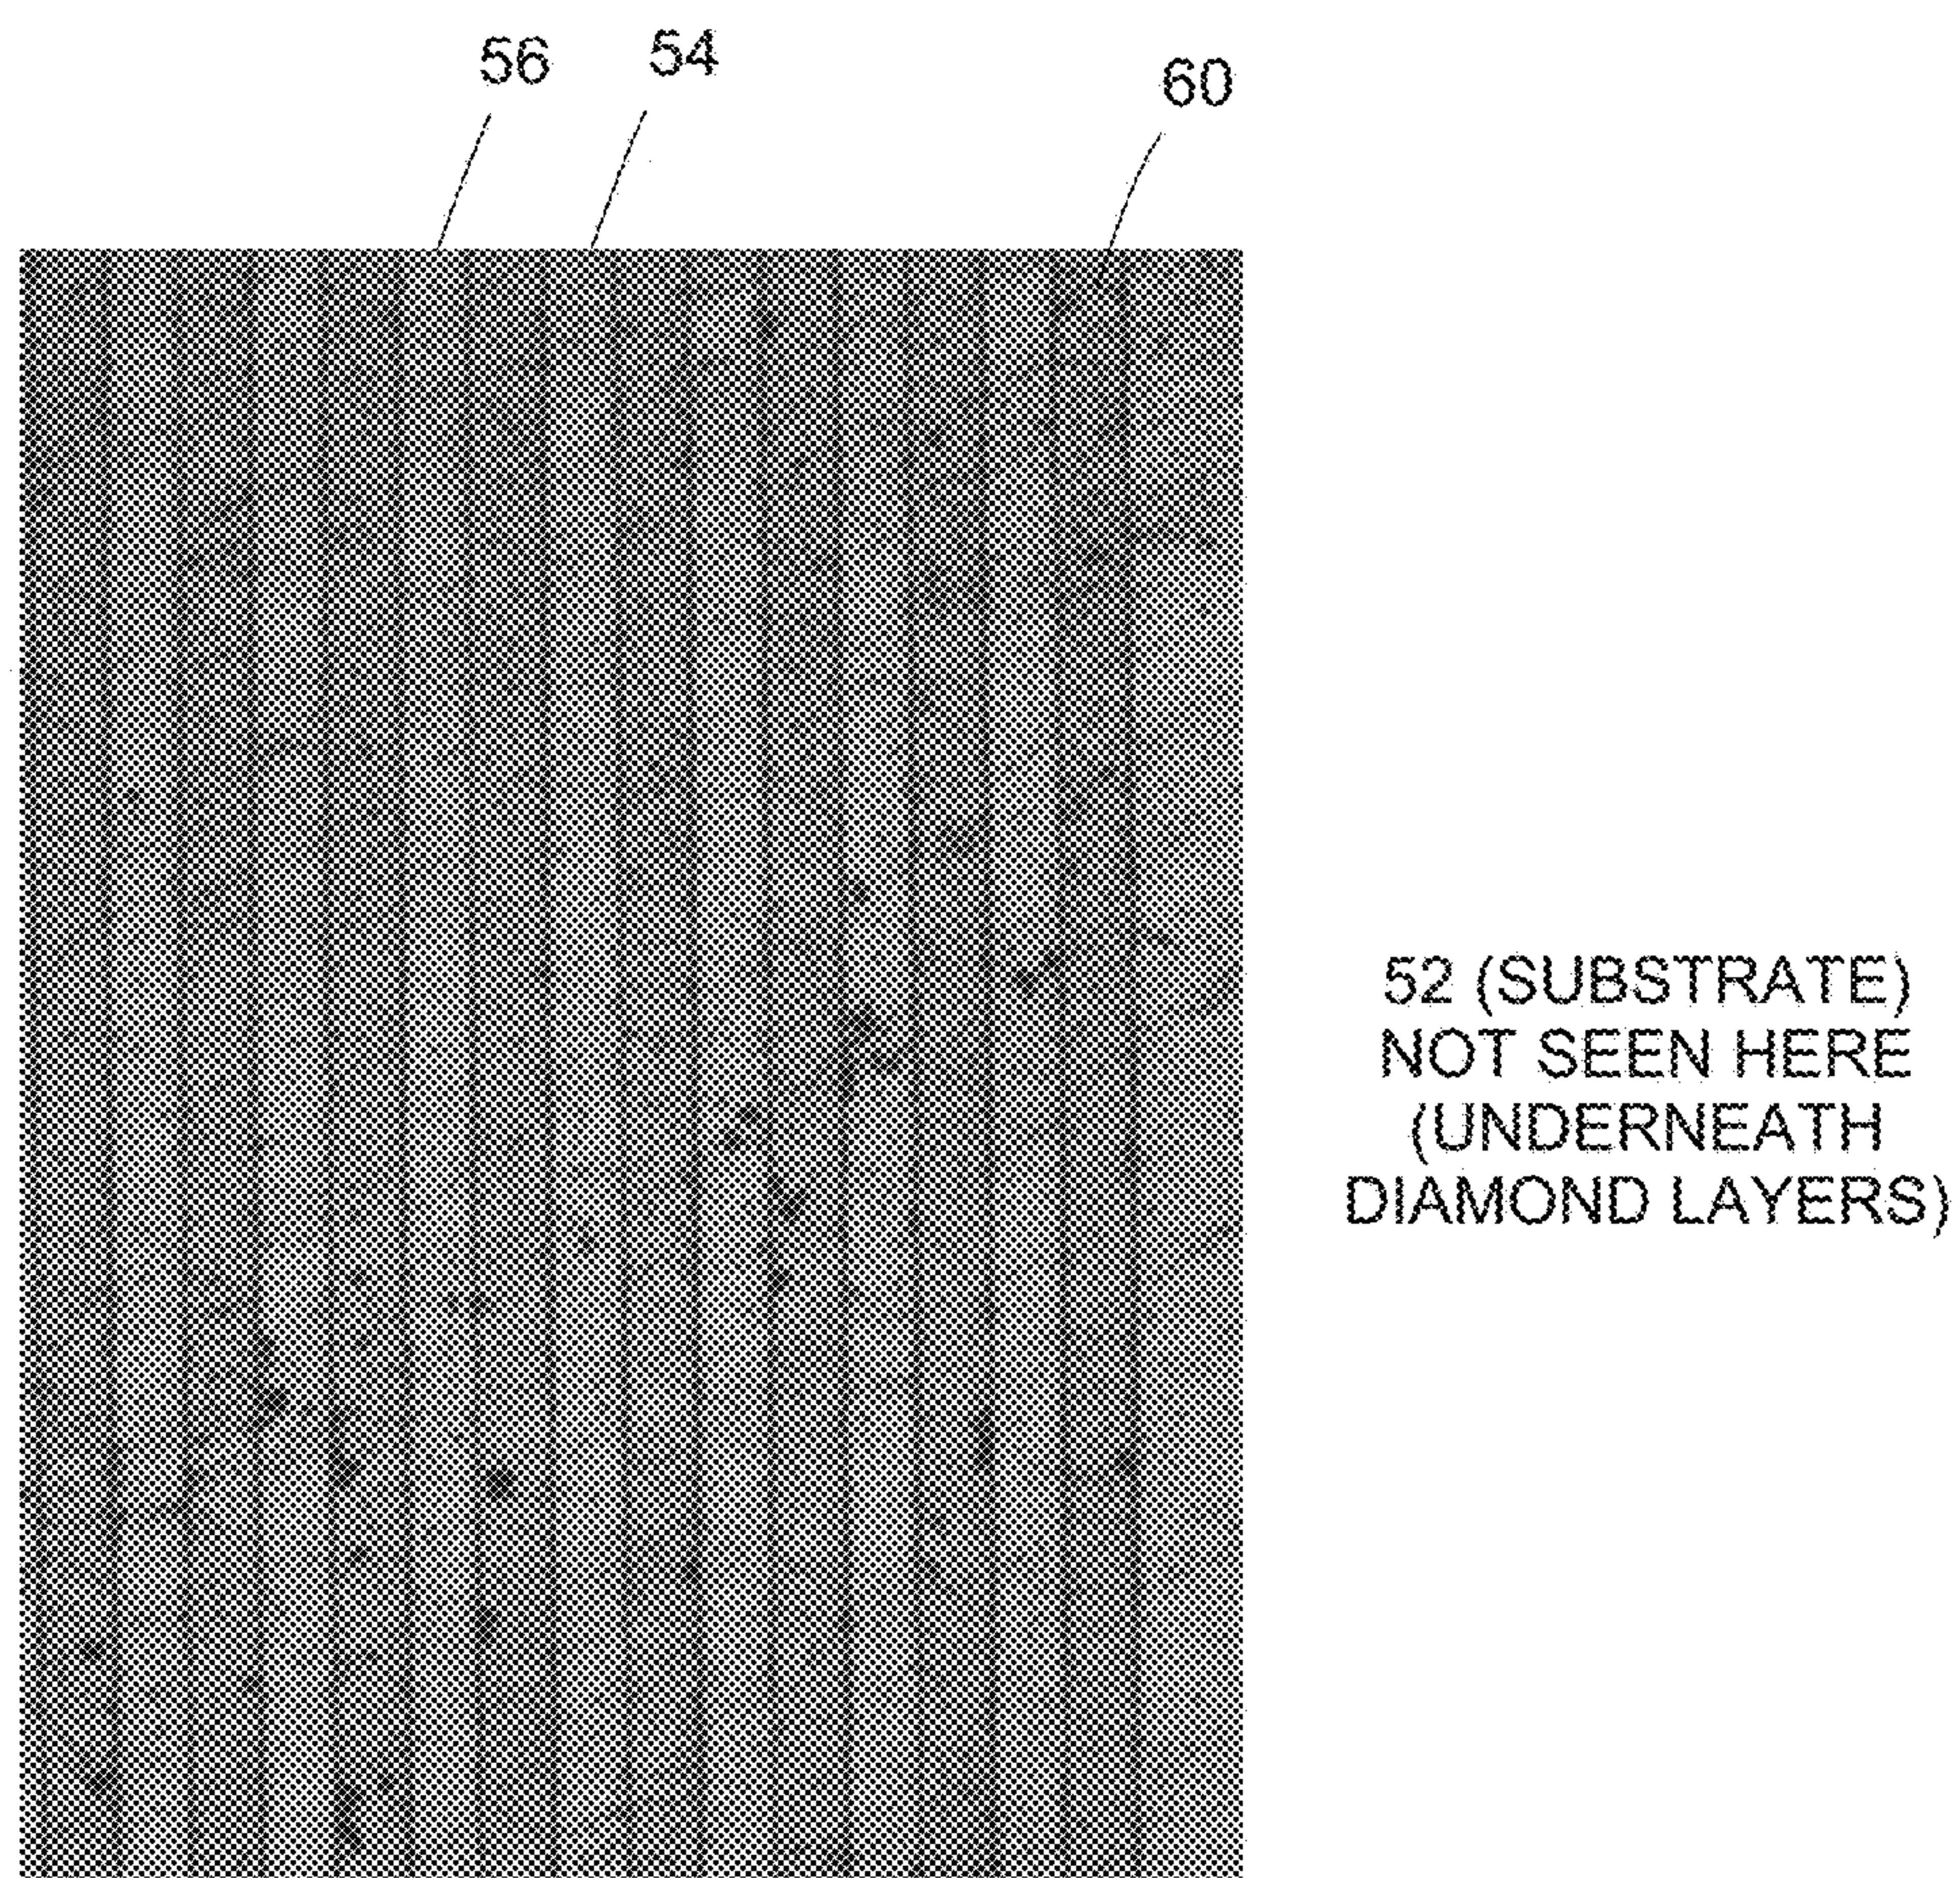 56 54 60
52 (SUBSTRATE)
NOT SEEN HERE
(UNDERNEATH
DIAMOND LAYERS)